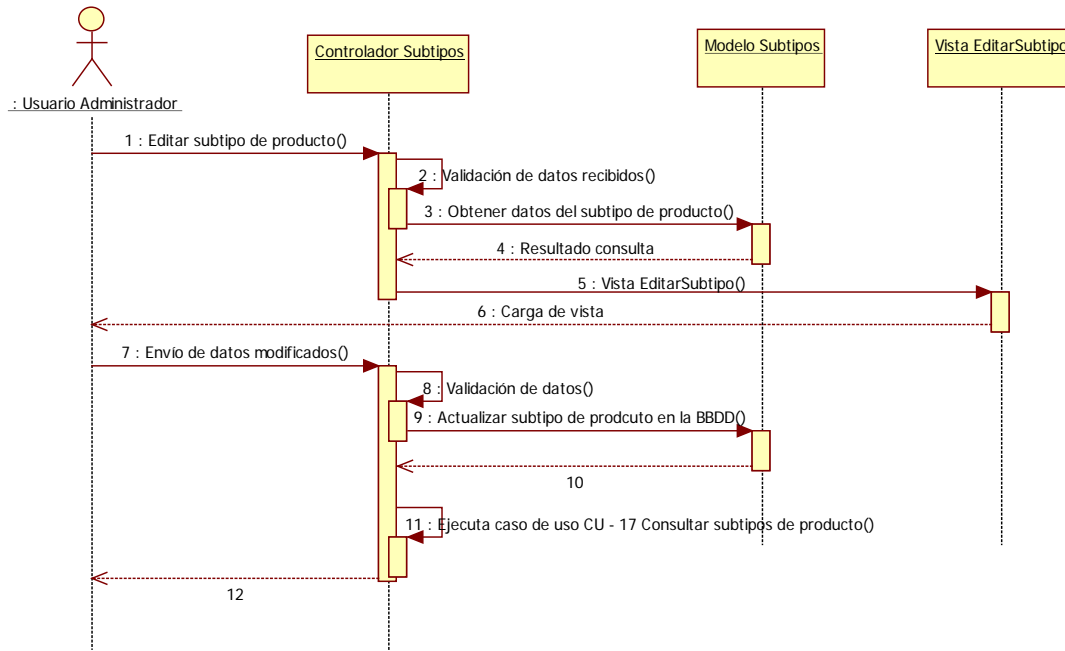 Controlador Subtipos
Modelo Subtipos
Vista EditarSubtipo
: Usuario Administrador
1 : Editar subtipo de producto()
2 : Validación de datos recibidos()
3 : Obtener datos del subtipo de producto()
4 : Resultado consulta
5 : Vista EditarSubtipo()
6 : Carga de vista
7 : Envío de datos modificados()
8 : Validación de datos()
9 : Actualizar subtipo de prodcuto en la BBDD()
10
11 : Ejecuta caso de uso CU - 17 Consultar subtipos de producto()
12